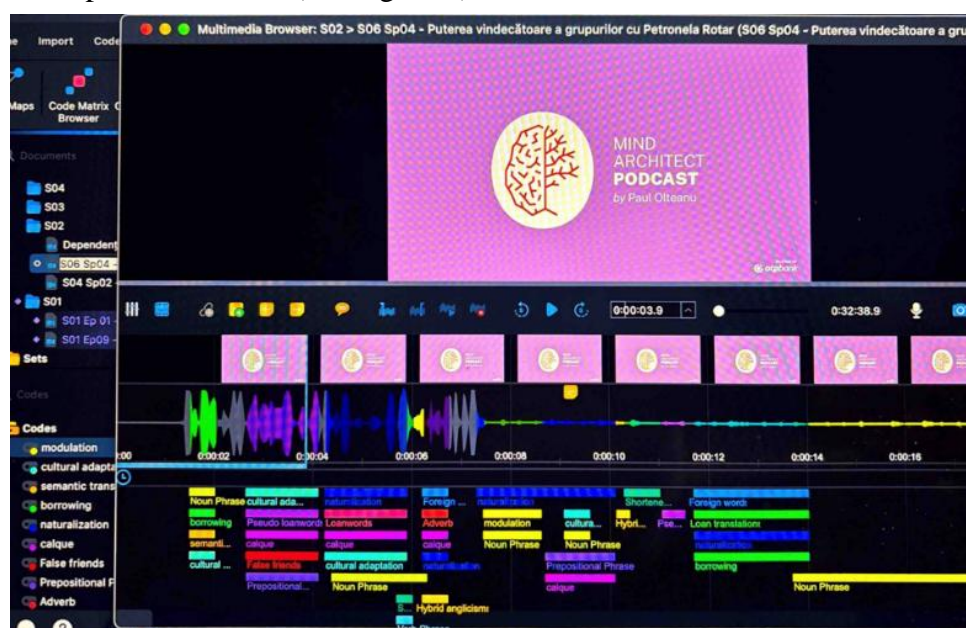 Multimedia Browser: S02 > S06 Sp04 - Puterea vindecătoare a grupurilor cu Petronela Rotar (S06 Sp04 - Puterea vindecătoare a gru
Import Code
Maps Code Matrix
Browser
Documents
S04
S03
S02
Dependenț
S06 Sp04 -
S04 Sp02 -
S01
S01 Ep 01 -
S01 Ep09 -
Sets
Codes
Codes
modulation
cultural adapta
semantic trans
borrowing
naturalization
calque
False friends
Prepositional P
Adverb
MIND
ARCHITECT
PODCAST
by Paul Olteanu
0:00:03.9
0:32:38.9
0:00:02 0:00:04 0:00:06 0:00:08 0:00:10 0:00:12 0:00:14 0:00:16
Noun Phrase cultural ada... naturalization Foreign ... naturalization Shortene... Foreign words
borrowing Pseudo loanwords Loanwords Adverb modulation cultura... Hybri... Pse... Loan translations
semanti... calque calque calque Noun Phrase Noun Phrase naturalization
cultural ... False friends cultural adaptation naturalization Prepositional Phrase borrowing
Prepositional... Noun Phrase calque Noun Phrase
S... Hybrid anglicisms